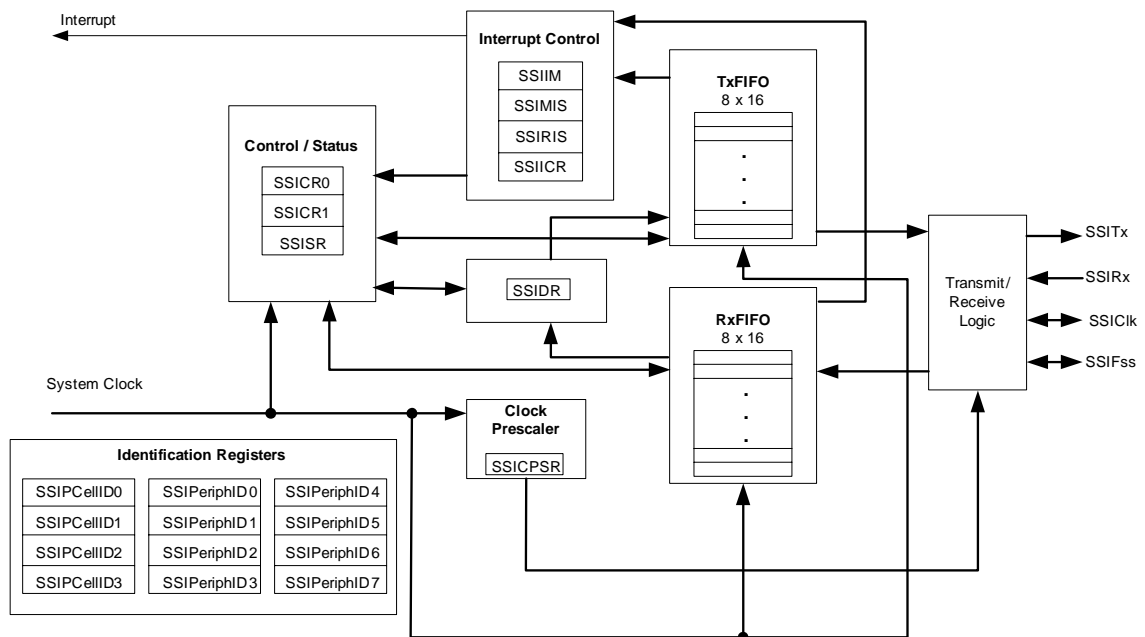 Interrupt
Interrupt Control
SSIIM
SSIMIS
SSIRIS
SSIICR
TxFIFO
8 x 16
.
.
.
Control / Status
SSICR0
SSICR1
SSISR
SSIDR
RxFIFO
8 x 16
.
.
.
Transmit/
Receive
Logic
SSITx
SSIRx
SSIClk
SSIFss
System Clock
Clock
Prescaler
SSICPSR
Identification Registers
SSIPCellID0
SSIPeriphID0
SSIPeriphID4
SSIPCellID1
SSIPeriphID1
SSIPeriphID5
SSIPCellID2
SSIPeriphID2
SSIPeriphID6
SSIPCellID3
SSIPeriphID3
SSIPeriphID7